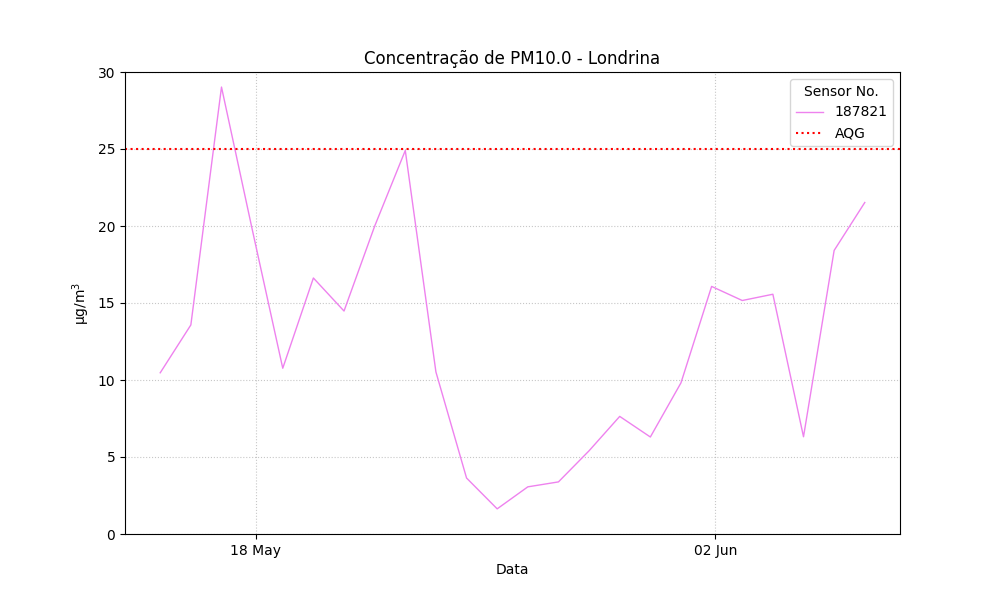 Concentração de PM10.0 - Londrina
30
25
20
15
10
5
0
µg/m³
18 May
02 Jun
Data
Sensor No.
187821
AQG